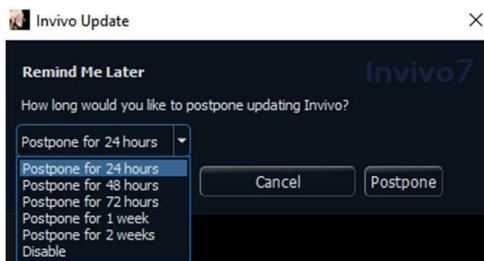 Invivo Update
Remind Me Later
Invivo7
How long would you like to postpone updating Invivo?
Postpone for 24 hours
Postpone for 24 hours
Postpone for 48 hours
Postpone for 72 hours
Postpone for 1 week
Postpone for 2 weeks
Disable
Cancel
Postpone